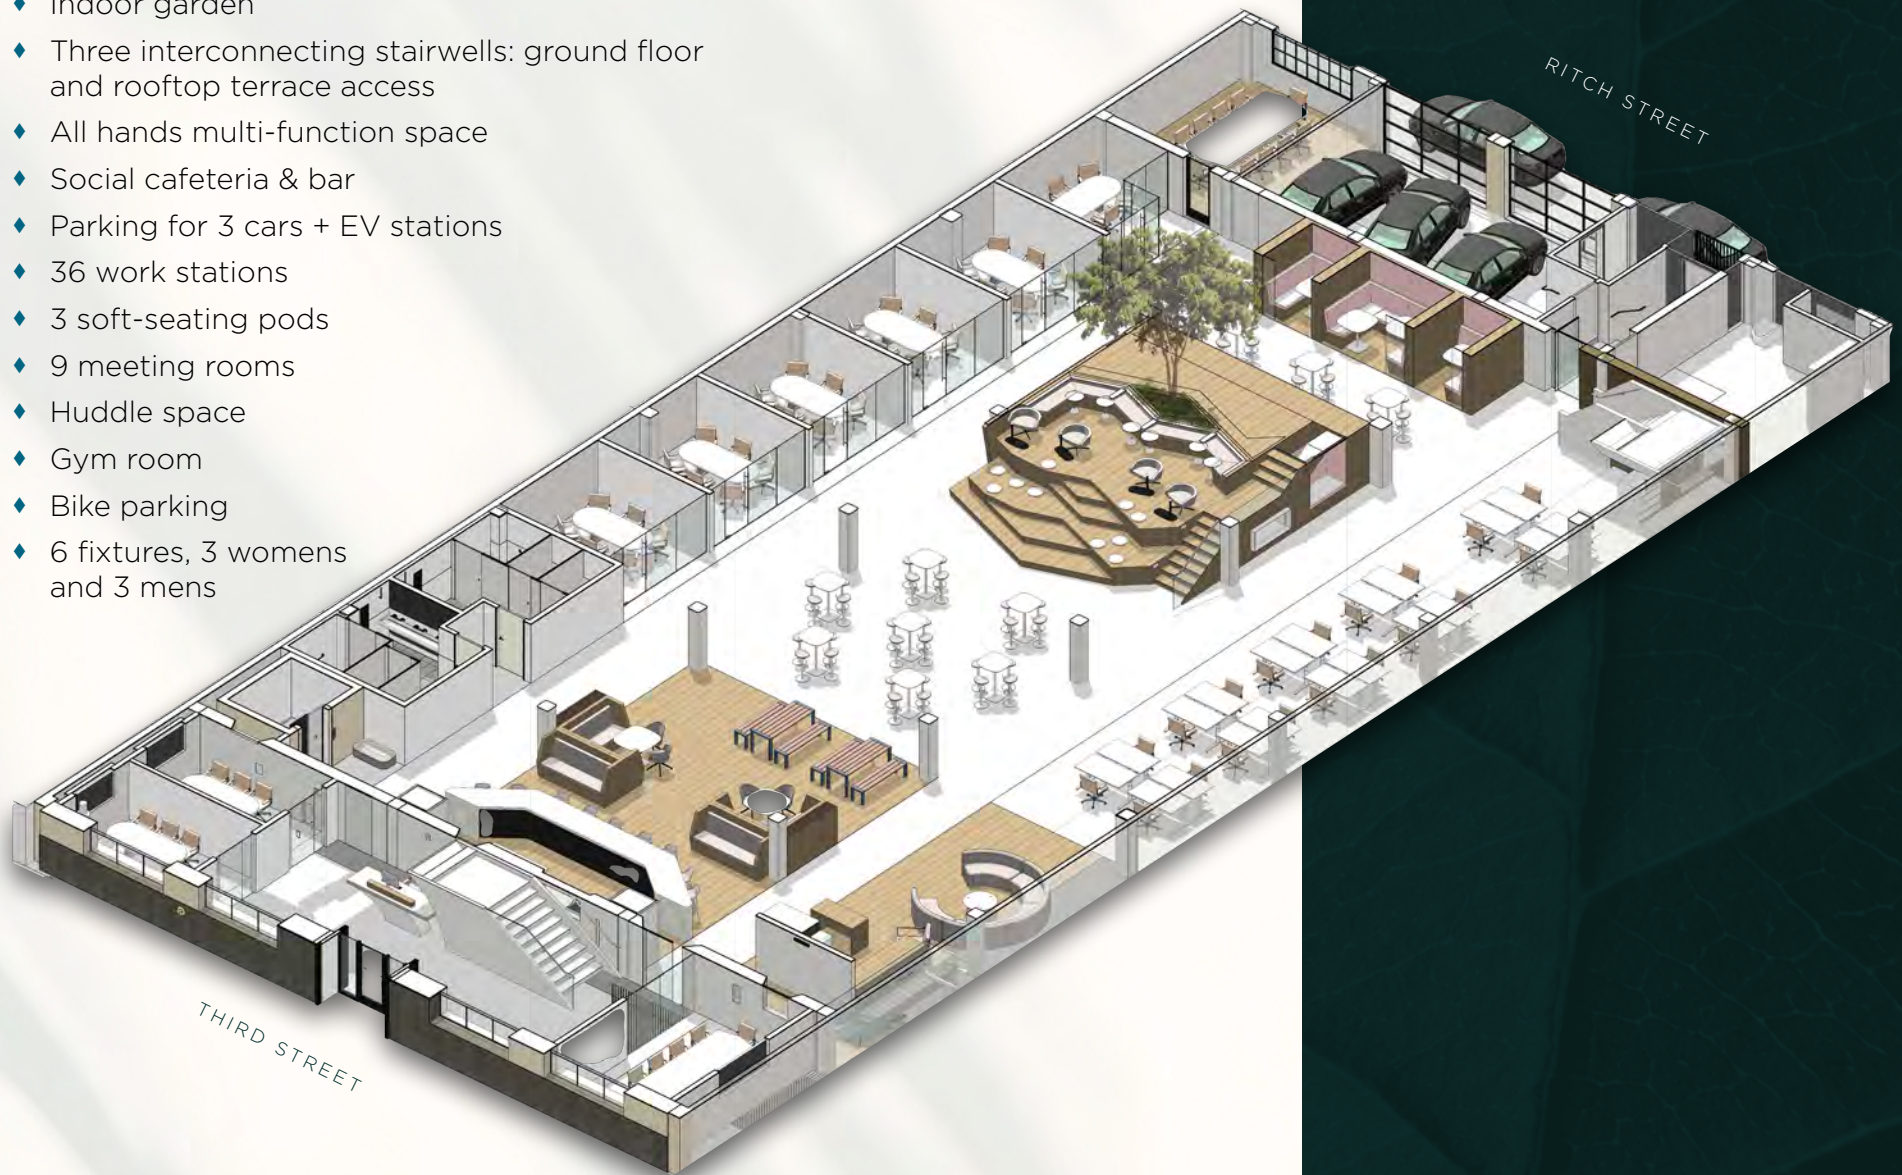 Indoor garden
Three interconnecting stairwells: ground floor
and rooftop terrace access
All hands multi-function space
Social cafeteria & bar
Parking for 3 cars + EV stations
36 work stations
3 soft-seating pods
9 meeting rooms
Huddle space
Gym room
Bike parking
6 fixtures, 3 womens
and 3 mens
RITCH STREET
THIRD STREET